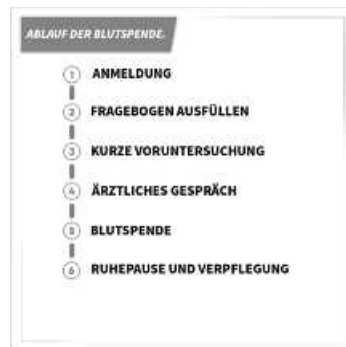 ABLAUF DER BLUTSPENDE.
1 ANMELDUNG
2 FRAGEBOGEN AUSFÜLLEN
3 KURZE VORUNTERSUCHUNG
4 ÄRZTLICHES GESPRÄCH
5 BLUTSPENDE
6 RUHEPAUSE UND VERPFLEGUNG